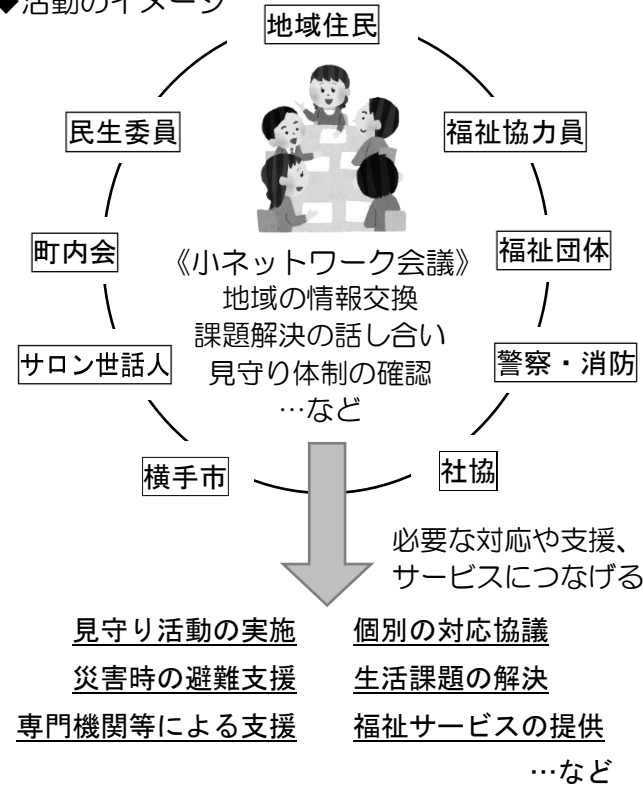 ◆活動のイメージ
地域住民
民生委員
福祉協力員
町内会
福祉団体
サロン世話人
警察・消防
横手市
社協
《小ネットワーク会議》
地域の情報交換
課題解決の話し合い
見守り体制の確認
…など
必要な対応や支援、
サービスにつなげる
見守り活動の実施
個別の対応協議
災害時の避難支援
生活課題の解決
専門機関等による支援
福祉サービスの提供
…など